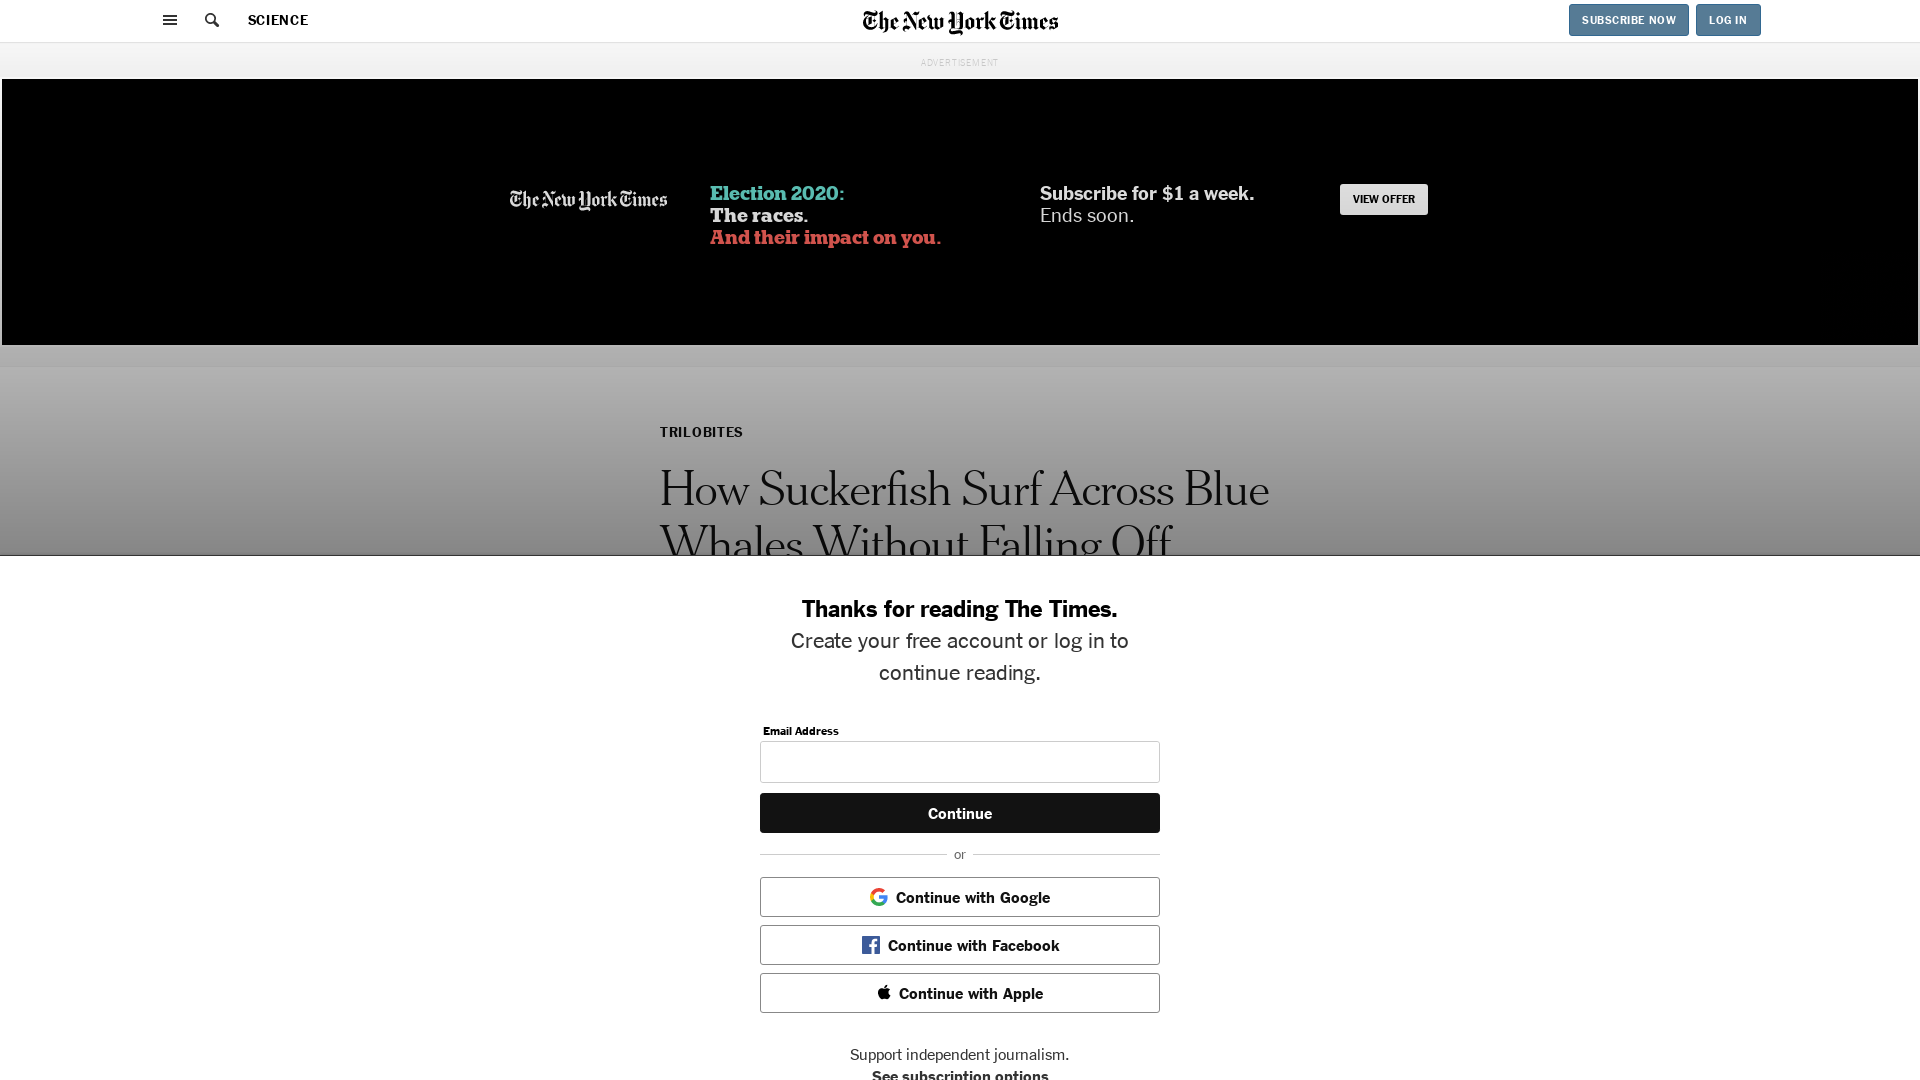 SCIENCE
The New York Times
SUBSCRIBE NOW
LOG IN
ADVERTISEMENT
The New York Times
Election 2020:
The races.
And their impact on you.
Subscribe for $1 a week.
Ends soon.
VIEW OFFER
TRILOBITES
How Suckerfish Surf Across Blue
Whales Without Falling Off
Thanks for reading The Times.
Create your free account or log in to
continue reading.
Email Address
Continue
or
Continue with Google
Continue with Facebook
Continue with Apple
Support independent journalism.
See subscription options